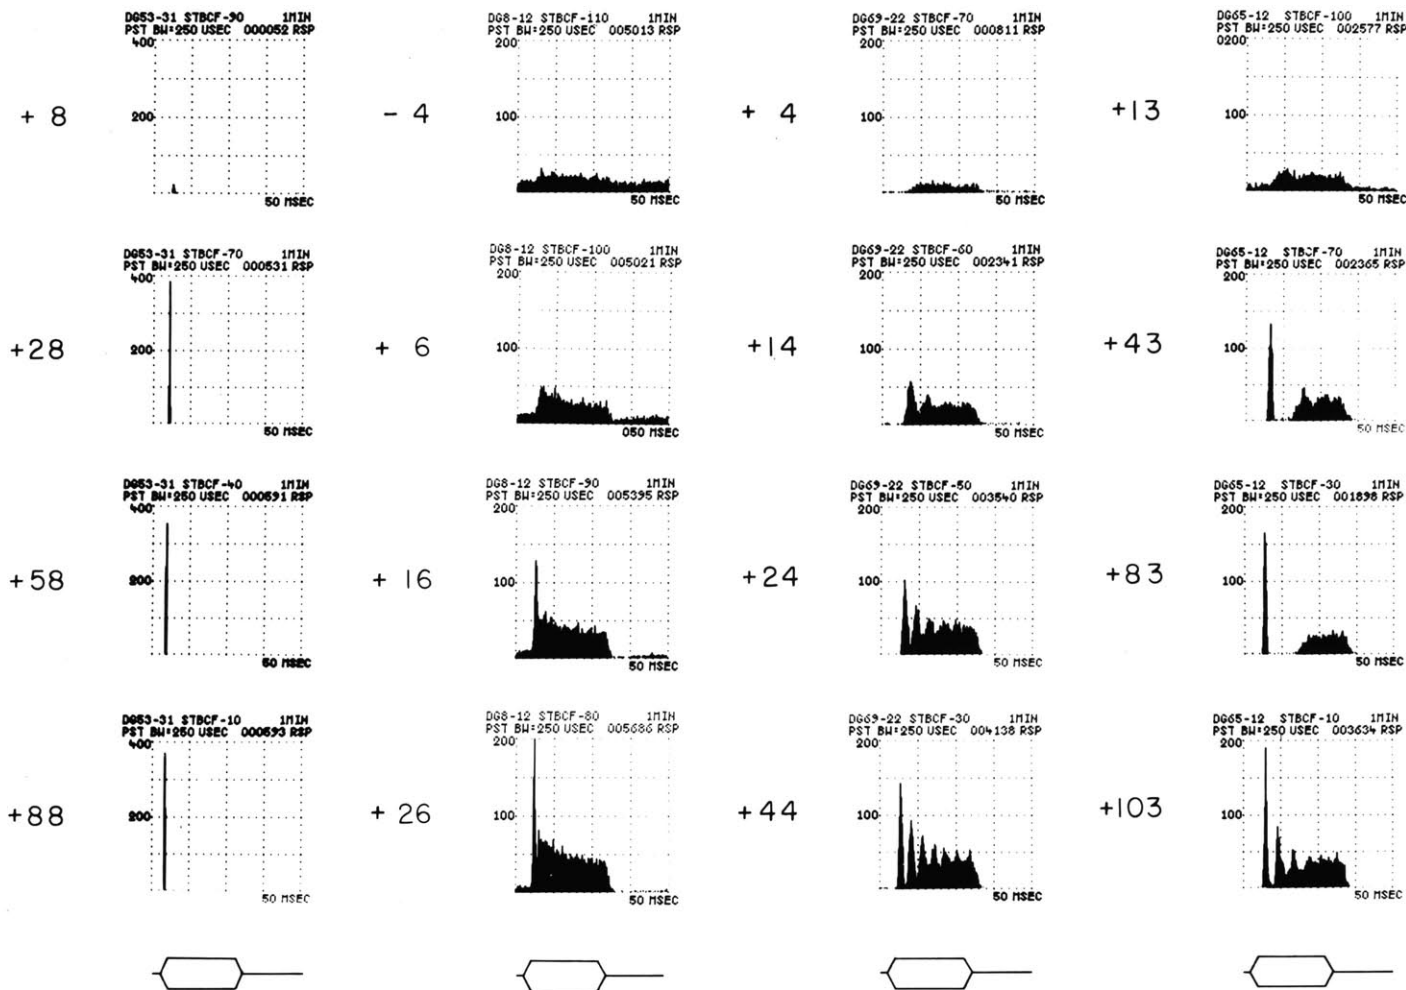 DG53-31 STBCF-90 1MIN
PST BW=250 USEC 000052 RSP
400
200
50 MSEC
+ 8
DG8-12 STBCF-110 1MIN
PST BW=250 USEC 005013 RSP
200
100
50 MSEC
- 4
DG69-22 STBCF-70 1MIN
PST BW=250 USEC 000811 RSP
200
100
50 MSEC
+ 4
DG65-12 STBCF-100 1MIN
PST BW=250 USEC 002577 RSP
0200
100
50 MSEC
+13
DG53-31 STBCF-70 1MIN
PST BW=250 USEC 000531 RSP
400
200
50 MSEC
+28
DG8-12 STBCF-100 1MIN
PST BW=250 USEC 005021 RSP
200
100
050 MSEC
+ 6
DG69-22 STBCF-60 1MIN
PST BW=250 USEC 002341 RSP
200
100
50 MSEC
+14
DG65-12 STBCF-70 1MIN
PST BW=250 USEC 002365 RSP
200
100
50 MSEC
+43
DG53-31 STBCF-40 1MIN
PST BW=250 USEC 000591 RSP
400
200
50 MSEC
+58
DG8-12 STBCF-90 1MIN
PST BW=250 USEC 005395 RSP
200
100
50 MSEC
+ 16
DG69-22 STBCF-50 1MIN
PST BW=250 USEC 003540 RSP
200
100
50 MSEC
+24
DG65-12 STBCF-30 1MIN
PST BW=250 USEC 001898 RSP
200
100
50 MSEC
+83
DG53-31 STBCF-10 1MIN
PST BW=250 USEC 000593 RSP
400
200
50 MSEC
+88
DG8-12 STBCF-80 1MIN
PST BW=250 USEC 005686 RSP
200
100
50 MSEC
+ 26
DG69-22 STBCF-30 1MIN
PST BW=250 USEC 004138 RSP
200
100
50 MSEC
+44
DG65-12 STBCF-10 1MIN
PST BW=250 USEC 003634 RSP
200
100
50 MSEC
+103